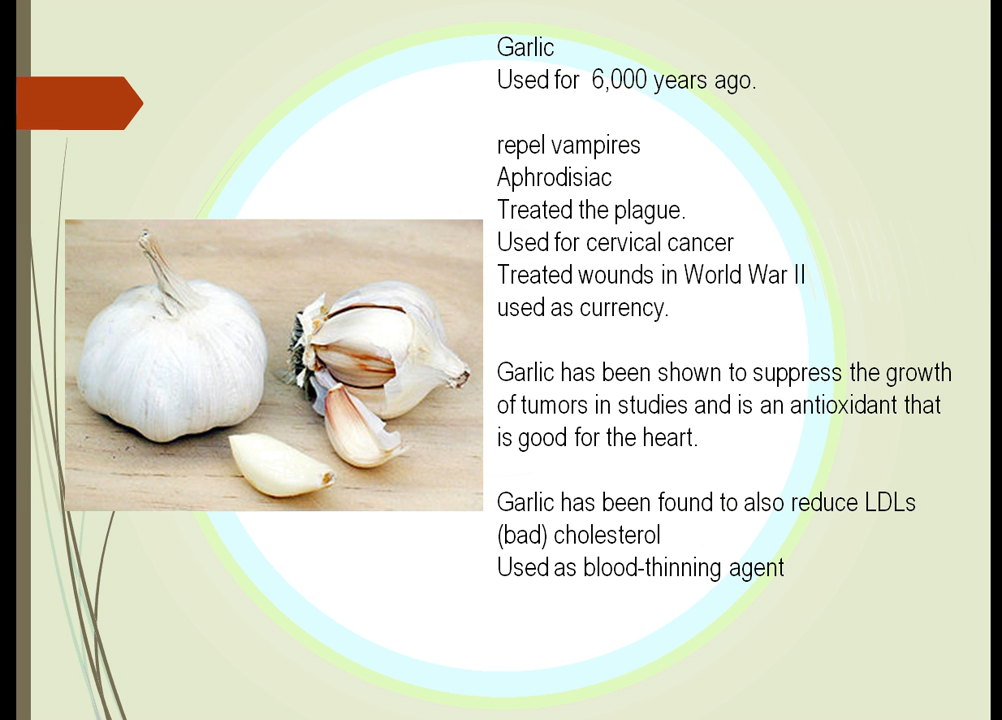 Garlic
Used for  6,000 years ago.
repel vampires
Aphrodisiac
Treated the plague.
Used for cervical cancer
Treated wounds in World War II
used as currency.
Garlic has been shown to suppress the growth
of tumors in studies and is an antioxidant that
is good for the heart.
Garlic has been found to also reduce LDLs
(bad) cholesterol
Used as blood-thinning agent